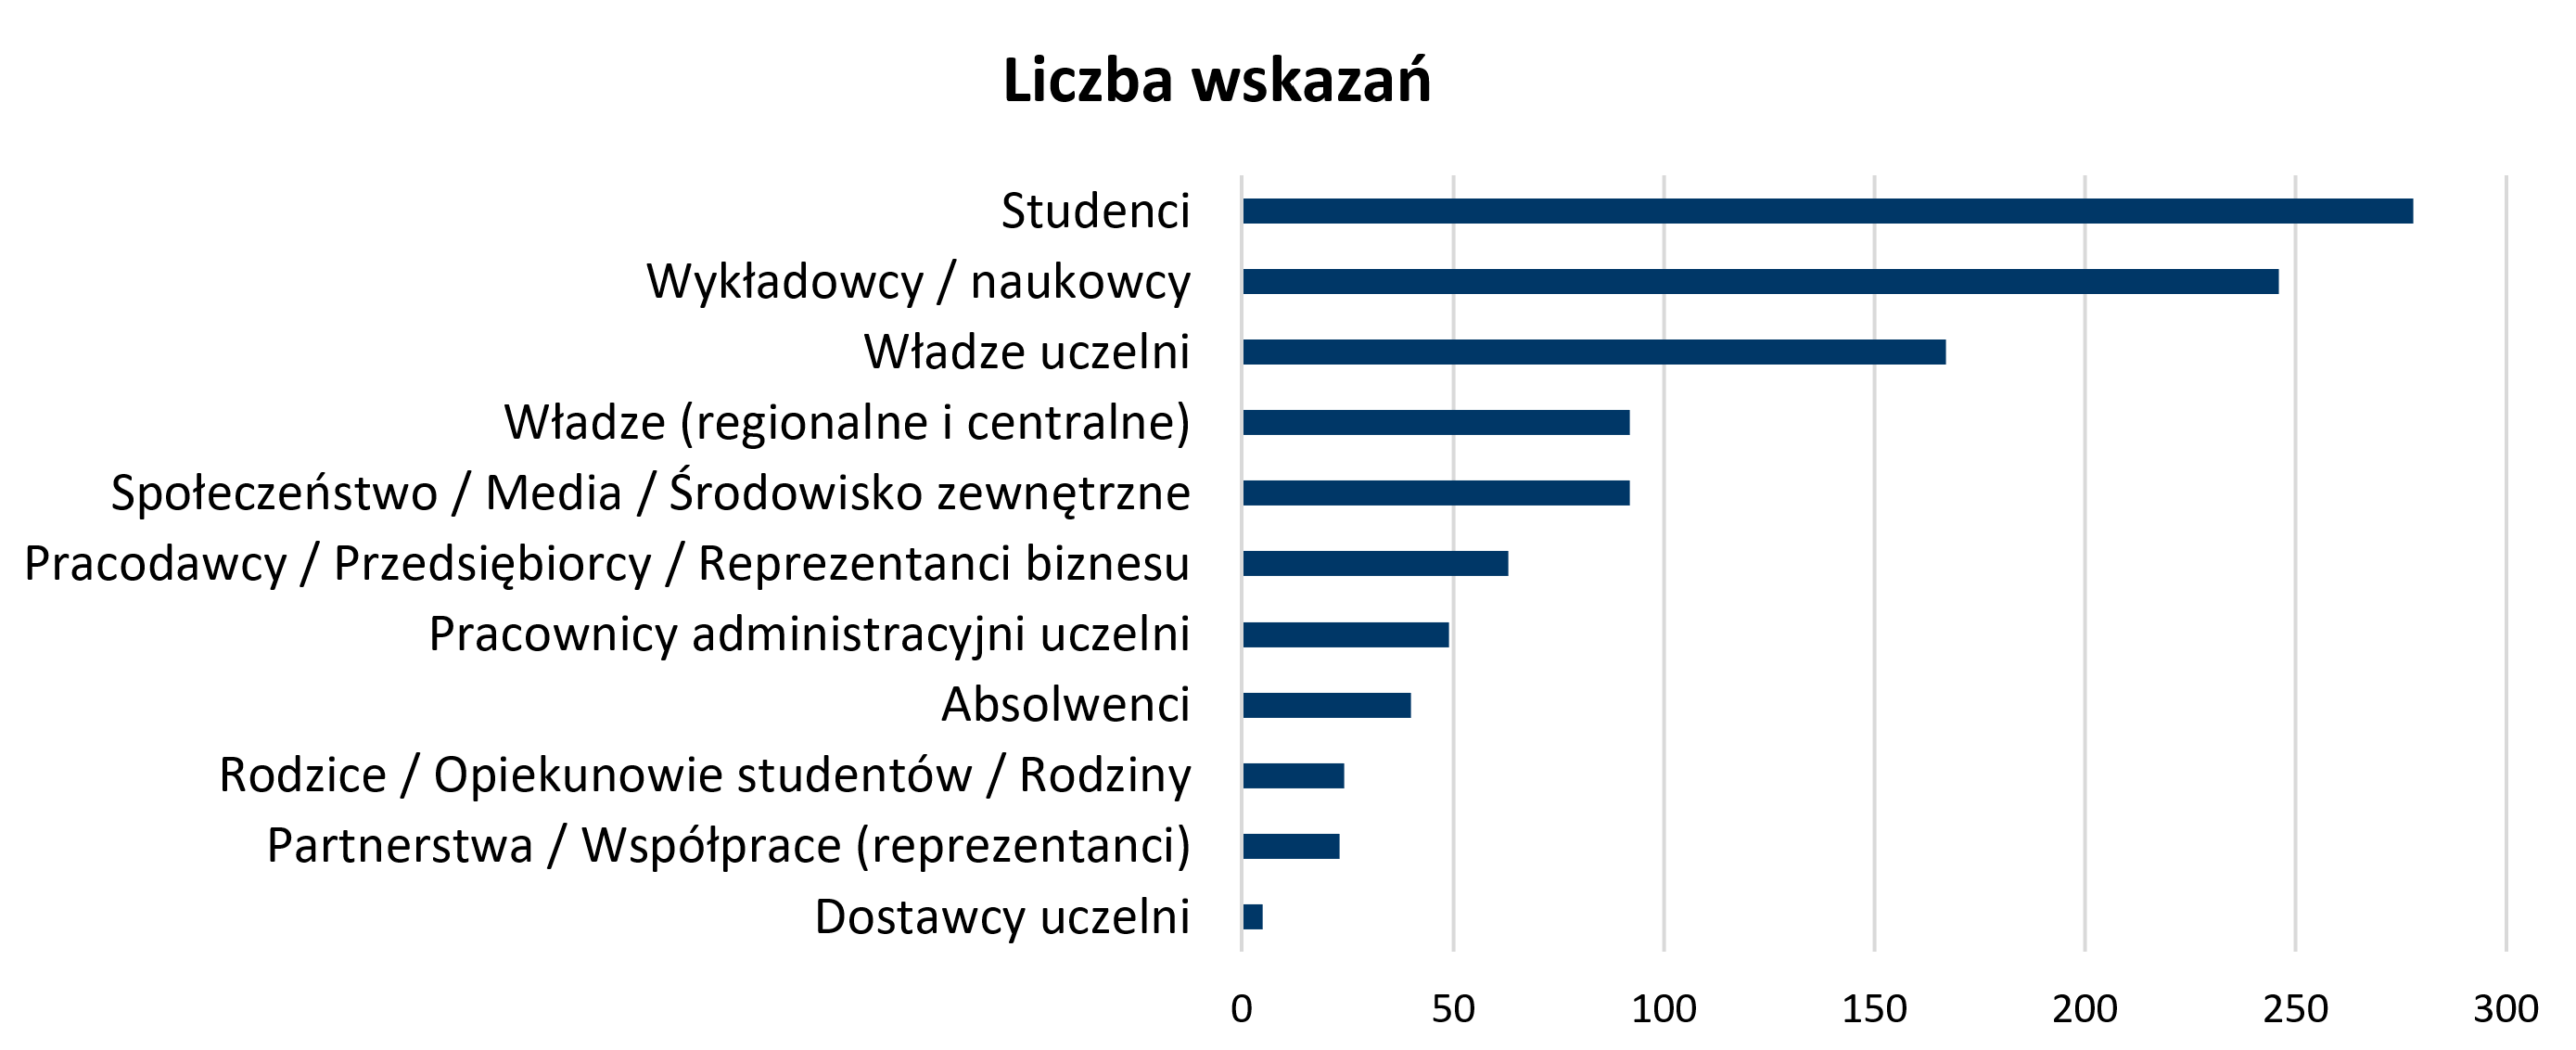 Liczba wskazań
Studenci
Wykładowcy / naukowcy
Władze uczelni
Władze (regionalne i centralne)
Społeczeństwo / Media / Środowisko zewnętrzne
Pracodawcy / Przedsiębiorcy / Reprezentanci biznesu
Pracownicy administracyjni uczelni
Absolwenci
Rodzice / Opiekunowie studentów / Rodziny
Partnerstwa / Współprace (reprezentanci)
Dostawcy uczelni
0 50 100 150 200 250 300